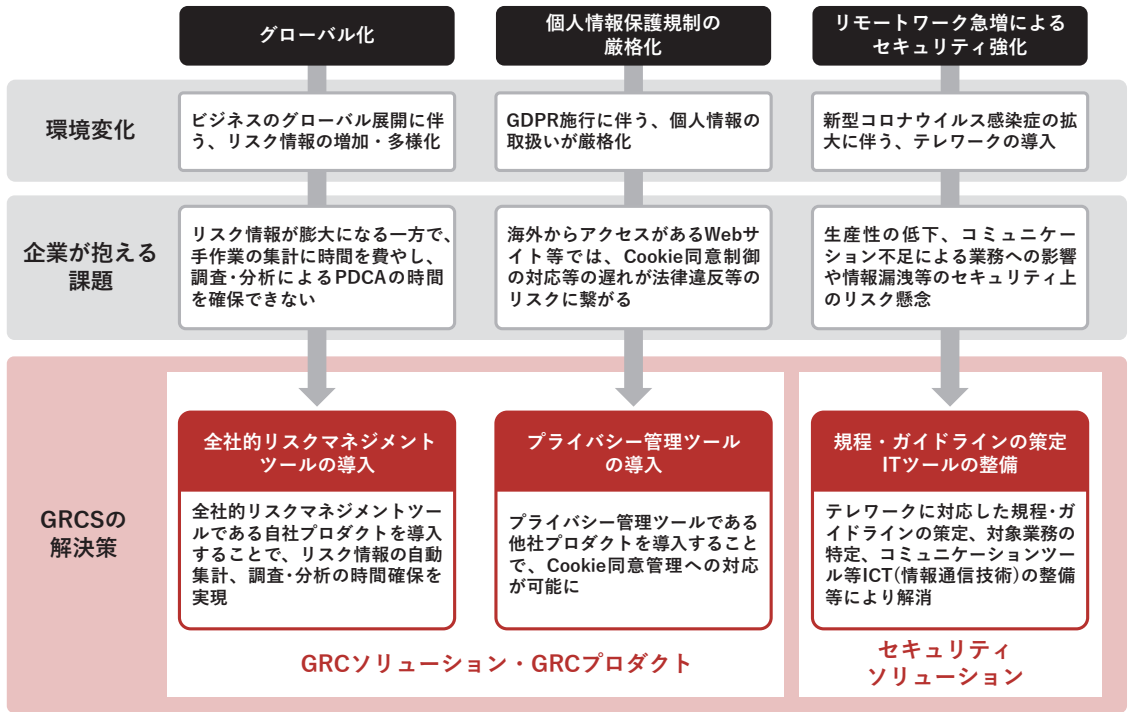 グローバル化
個人情報保護規制の
厳格化
リモートワーク急増による
セキュリティ強化
環境変化
ビジネスのグローバル展開に伴
う、リスク情報の増加・多様化
GDPR施行に伴う、個人情報の
取扱いが厳格化
新型コロナウイルス感染症の拡
大に伴う、テレワークの導入
企業が抱える
課題
リスク情報が膨大になる一方で、
手作業の集計に時間を費やし、
調査・分析によるPDCAの時間
を確保できない
海外からアクセスがあるWebサ
イト等では、Cookie同意制御
の対応等の遅れが法律違反等の
リスクに繋がる
生産性の低下、コミュニケー
ション不足による業務への影響
や情報漏洩等のセキュリティ上
のリスク懸念
GRCSの
解決策
全社的リスクマネジメント
ツールの導入
全社的リスクマネジメントツー
ルである自社プロダクトを導入
することで、リスク情報の自動
集計、調査・分析の時間確保を
実現
プライバシー管理ツール
の導入
プライバシー管理ツールである
他社プロダクトを導入すること
で、Cookie同意管理への対応
が可能に
規程・ガイドラインの策定
ITツールの整備
テレワークに対応した規程・ガ
イドラインの策定、対象業務の
特定、コミュニケーションツー
ル等ICT(情報通信技術)の整備
等により解消
GRCソリューション・GRCプロダクト
セキュリティ
ソリューション